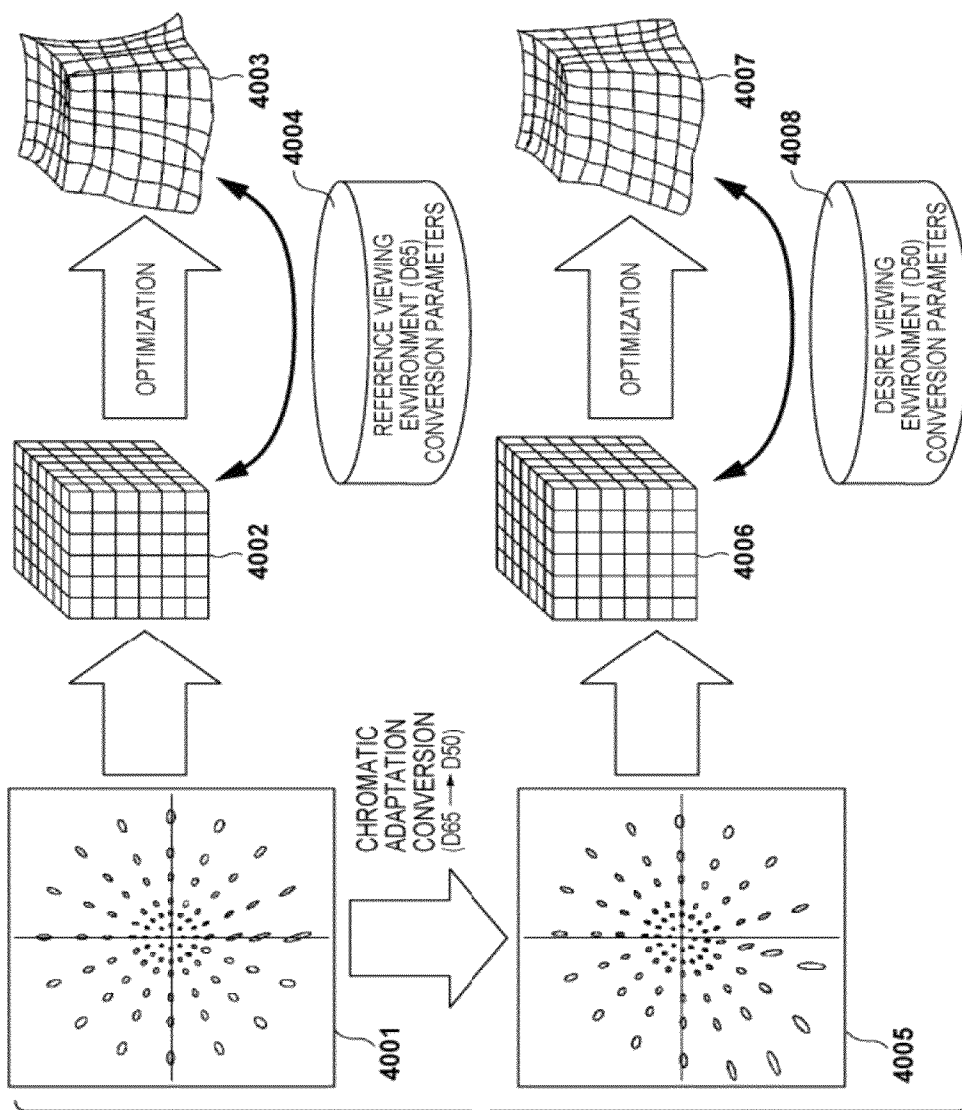 4001
4002
OPTIMIZATION
4003
4004
REFERENCE VIEWING
ENVIRONMENT (D65)
CONVERSION PARAMETERS
CHROMATIC
ADAPTATION
CONVERSION
(D65 → D50)
4005
4006
OPTIMIZATION
4007
4008
DESIRE VIEWING
ENVIRONMENT (D50)
CONVERSION PARAMETERS